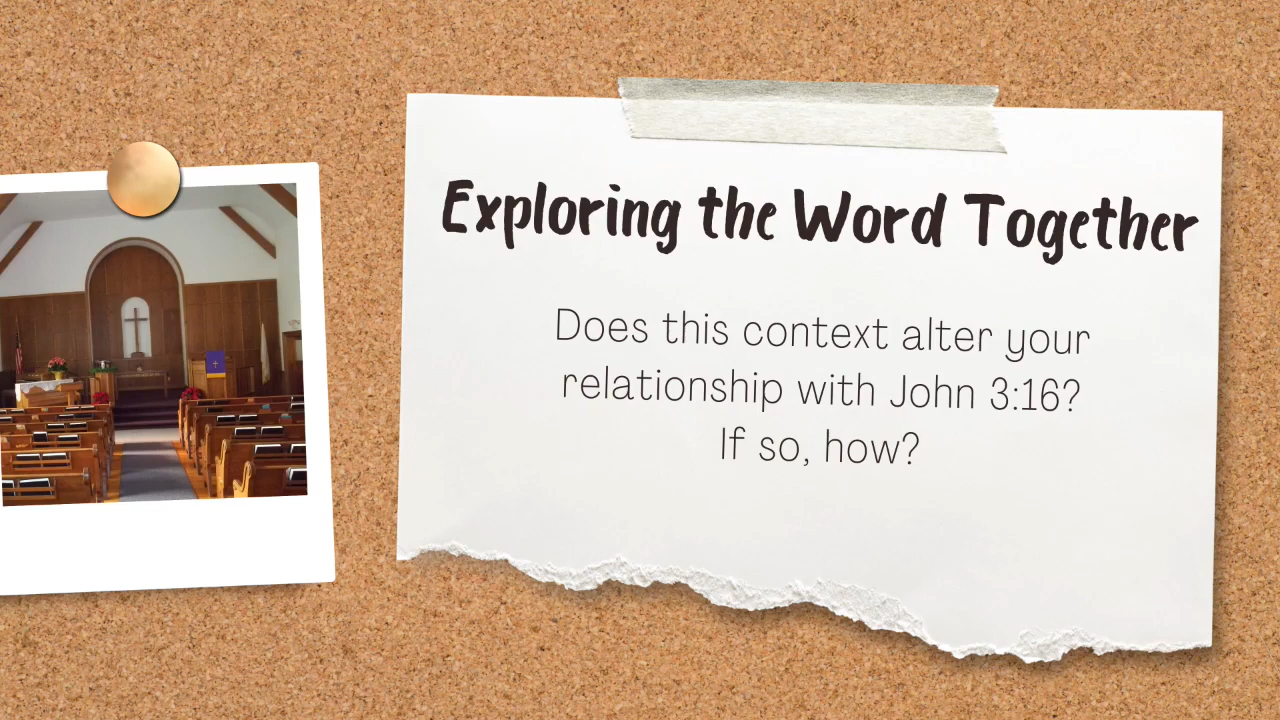 Exploring the Word Together
Does this context alter your
relationship with John 3:16?
If so, how?